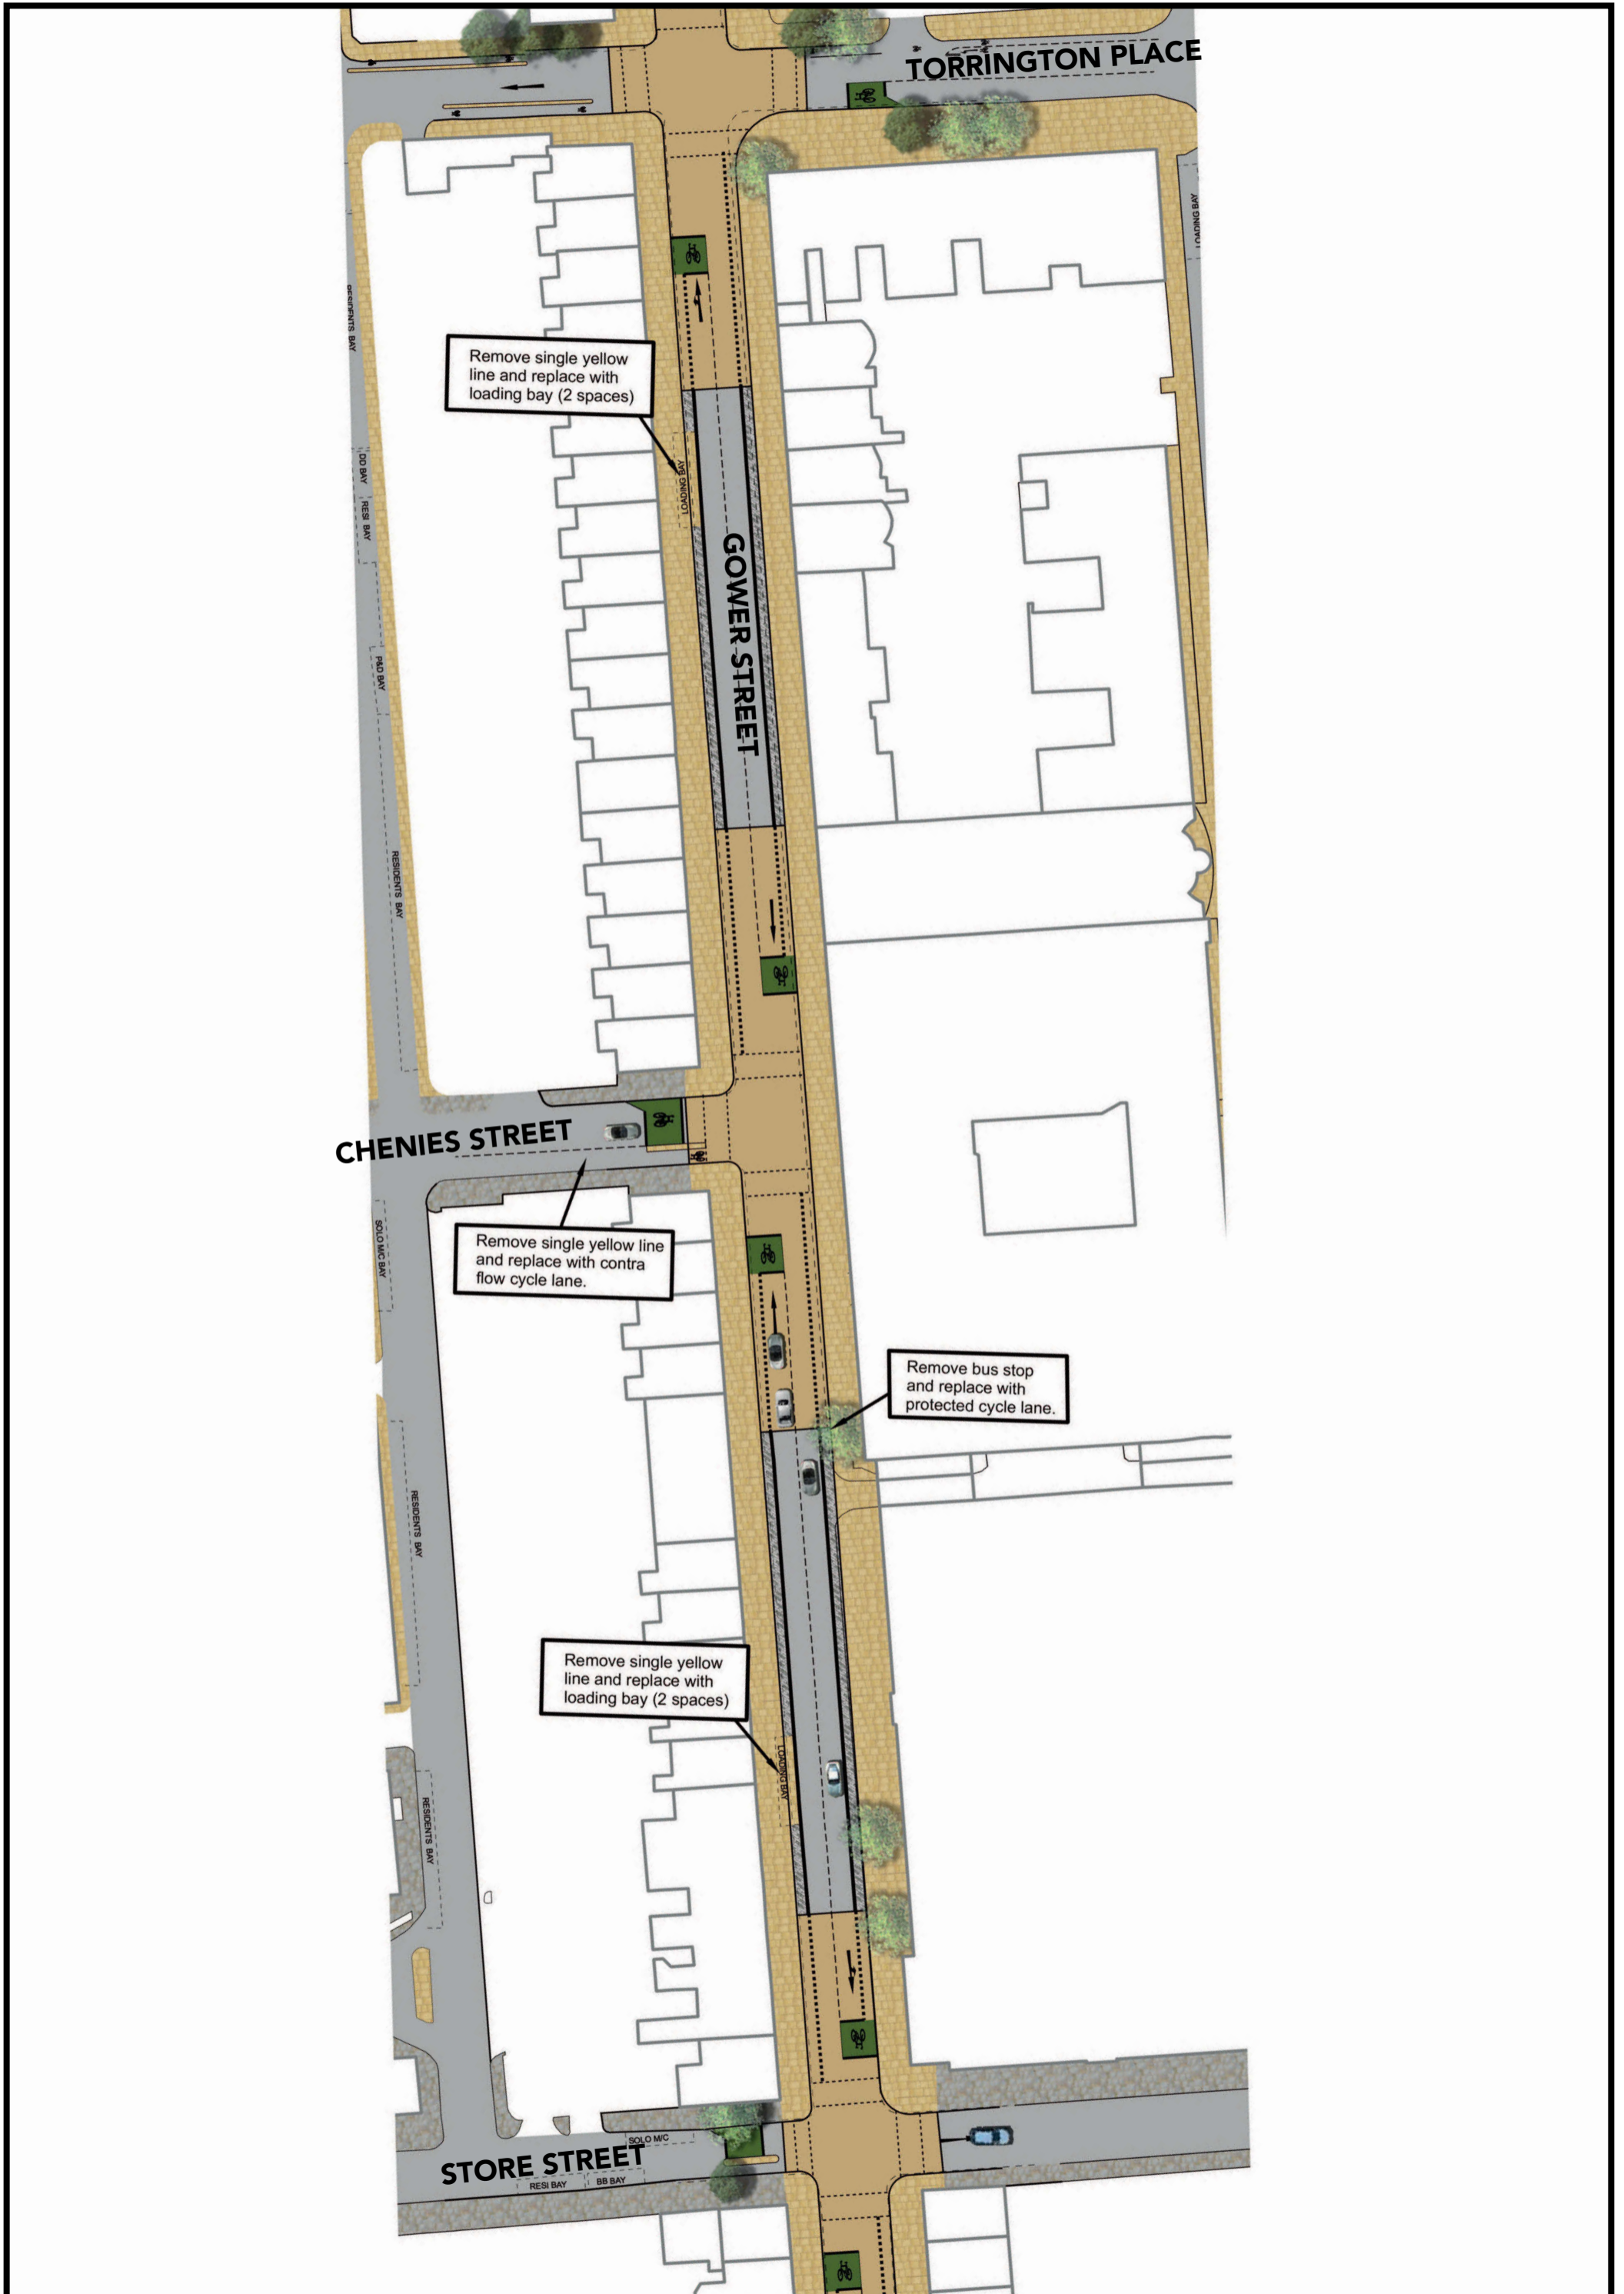 TORRINGTON PLACE
LOADING BAY
RESIDENTS BAY
Remove single yellow
line and replace with
loading bay (2 spaces)
LOADING BAY
DD BAY
RESI BAY
GOWER STREET
P&D BAY
RESIDENTS BAY
CHENIES STREET
SOLO M/C BAY
Remove single yellow line
and replace with contra
flow cycle lane.
Remove bus stop
and replace with
protected cycle lane.
RESIDENTS BAY
Remove single yellow
line and replace with
loading bay (2 spaces)
LOADING BAY
RESIDENTS BAY
SOLO M/C
STORE STREET
RESI BAY
BB BAY